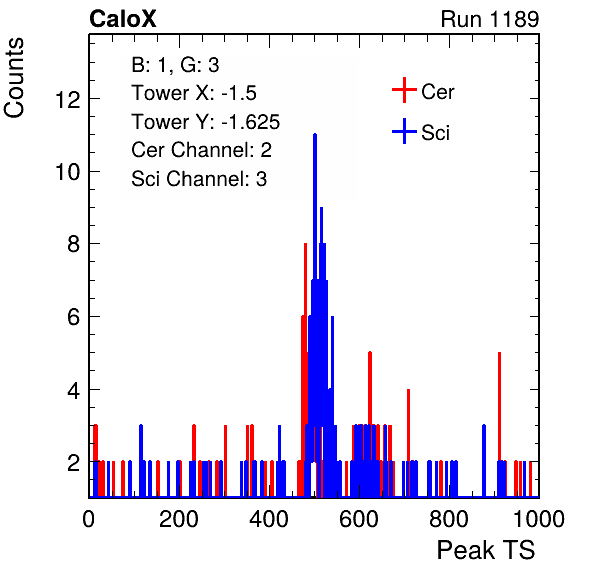 CaloX Run 1189
Counts
B: 1, G: 3
Tower X: -1.5
Tower Y: -1.625
Cer Channel: 2
Sci Channel: 3
Cer
Sci
12
10
8
6
4
2
0 200 400 600 800 1000
Peak TS